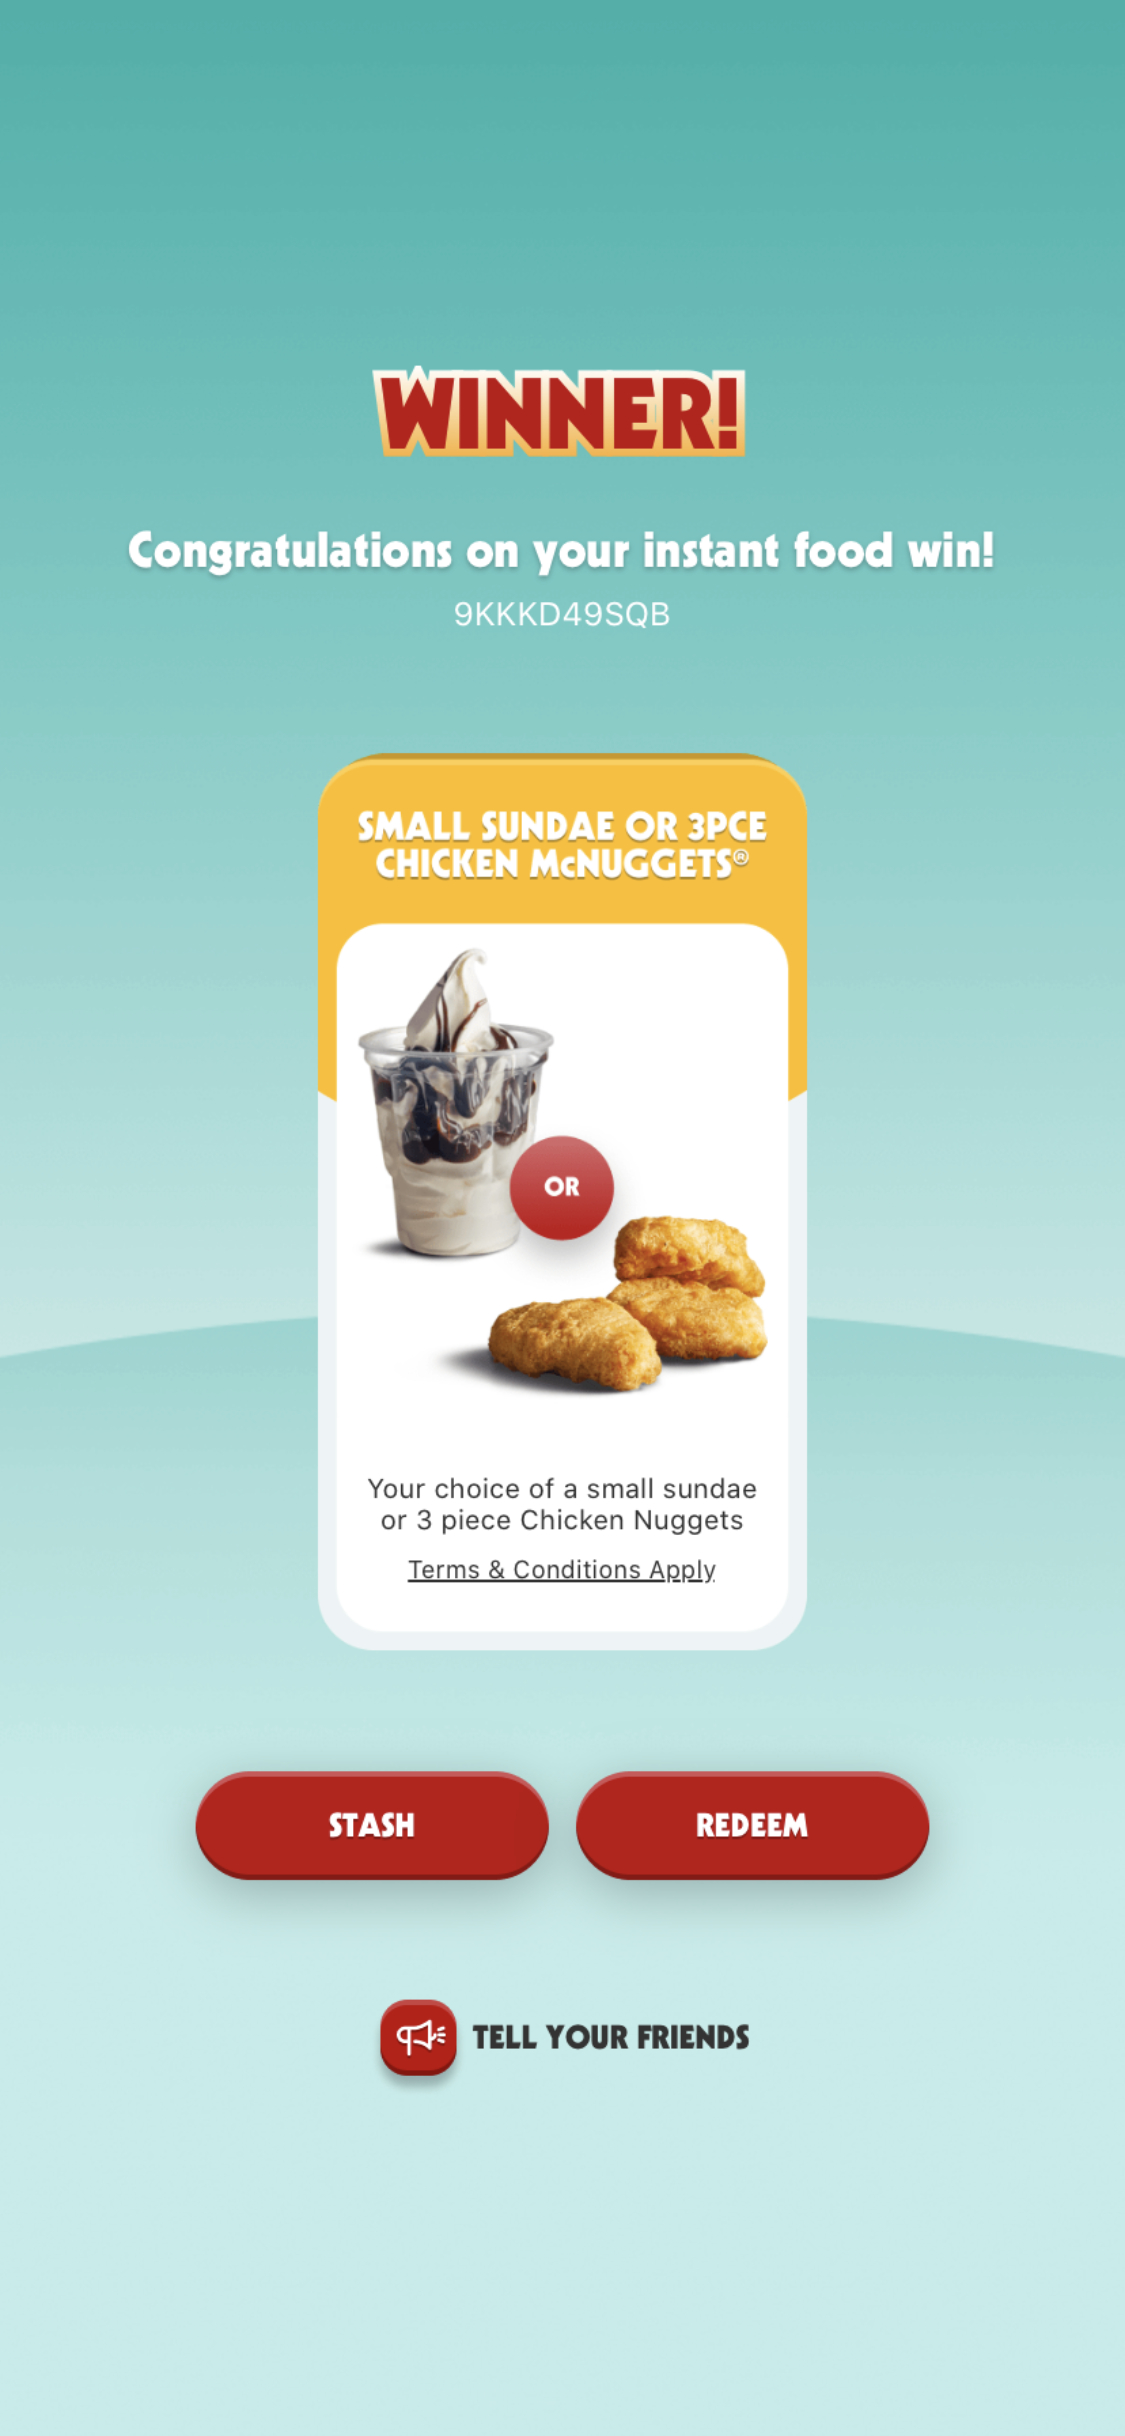 WINNER!
Congratulations on your instant food win!
9KKKD49SQB
SMALL SUNDAE OR 3PCE
CHICKEN McNUGGETS®
OR
Your choice of a small sundae
or 3 piece Chicken Nuggets
Terms & Conditions Apply
STASH
REDEEM
TELL YOUR FRIENDS